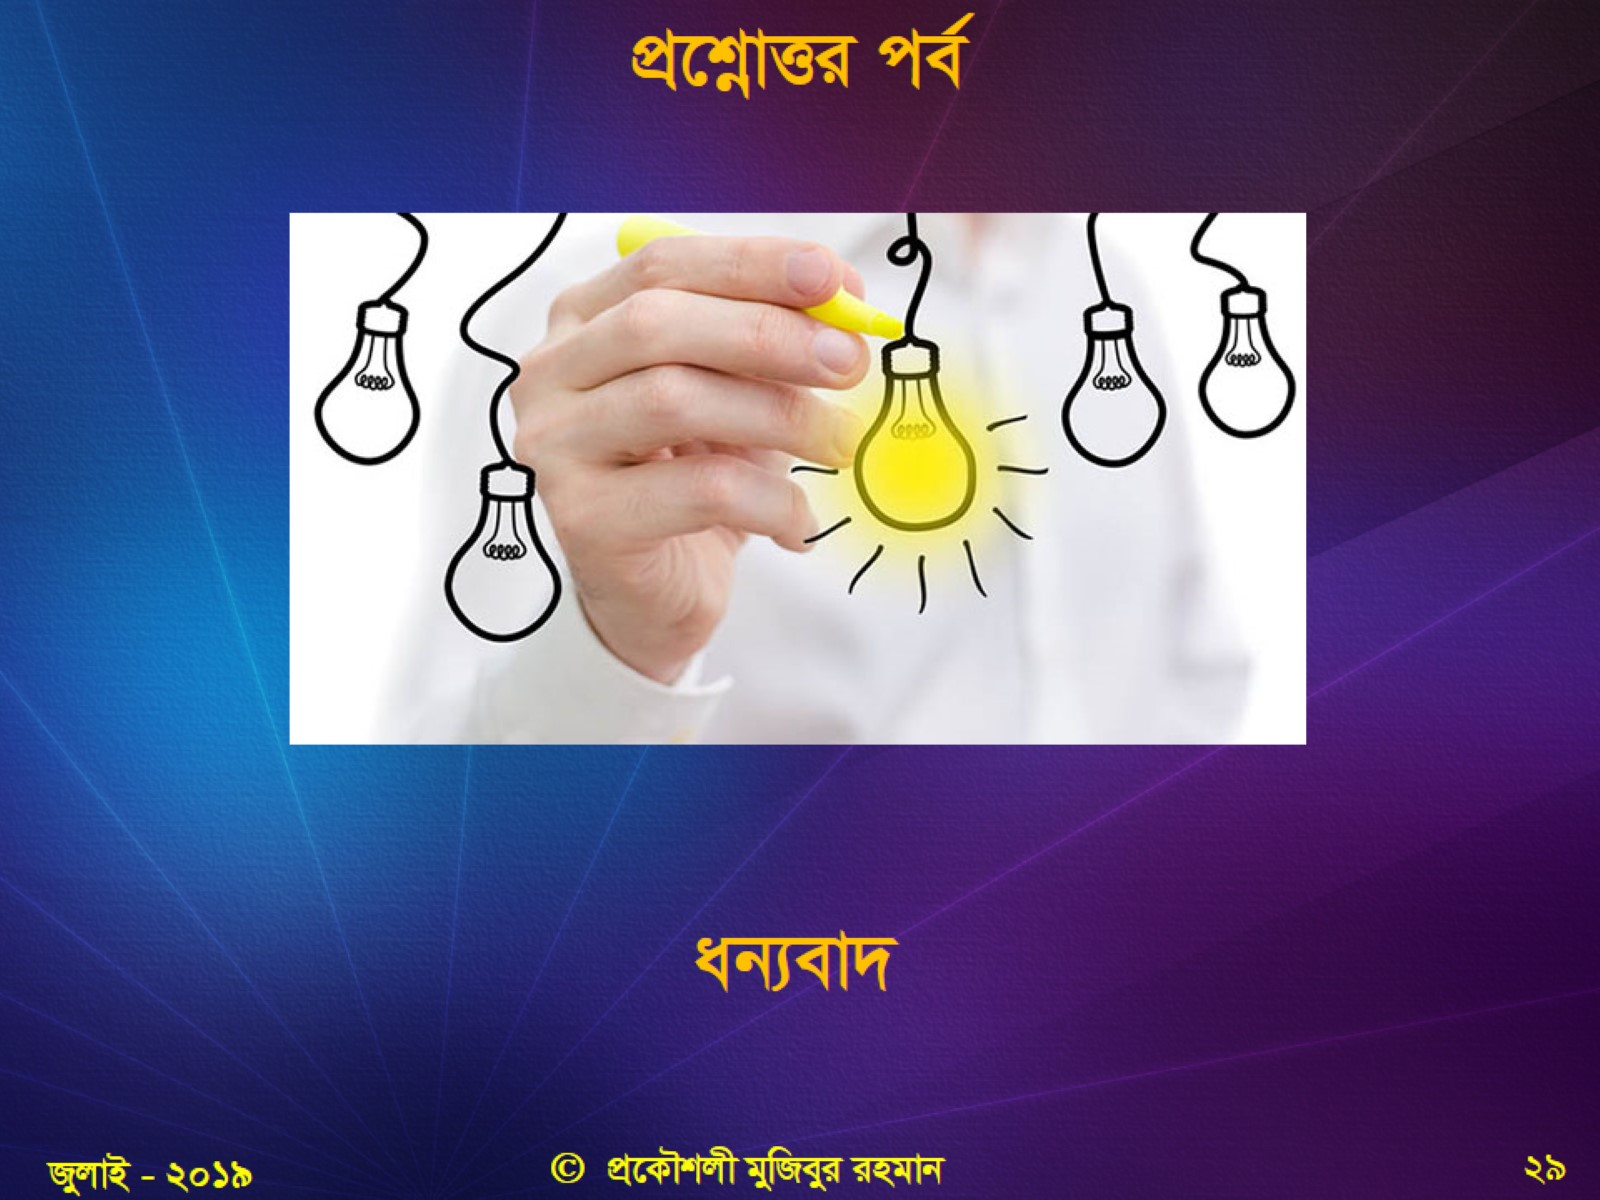 প্রশ্নোত্তর পর্ব
ধন্যবাদ
জুলাই - ২০১৯
© প্রকৌশলী মুজিবুর রহমান
২৯